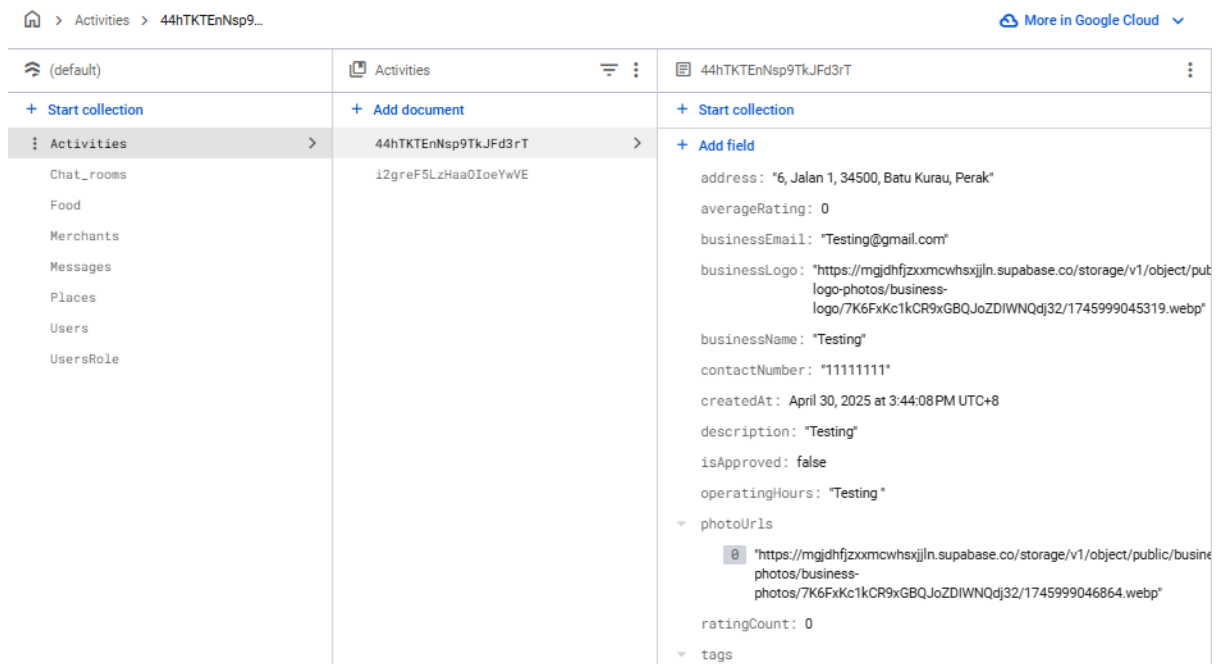 Activities > 44hTKTEnNsp9...
More in Google Cloud
(default)
Activities
44hTKTEnNsp9TkJFd3rT
+ Start collection
+ Add document
+ Start collection
Activities
44hTKTEnNsp9TkJFd3rT
+ Add field
Chat_rooms
i2greF5LzHaaOIoeYwVE
address: "6, Jalan 1, 34500, Batu Kurau, Perak"
Food
averageRating: 0
Merchants
businessEmail: "Testing@gmail.com"
Messages
businessLogo: "https://mgjdhfjzxxmcwhsxjjln.supabase.co/storage/v1/object/pub
logo-photos/business-
logo/7K6FxKc1kCR9xGBQJoZDIWNQdj32/1745999045319.webp"
Places
Users
businessName: "Testing"
UsersRole
contactNumber: "11111111"
createdAt: April 30, 2025 at 3:44:08 PM UTC+8
description: "Testing"
isApproved: false
operatingHours: "Testing "
photoUrls
0 "https://mgjdhfjzxxmcwhsxjjln.supabase.co/storage/v1/object/public/busine
photos/business-
photos/7K6FxKc1kCR9xGBQJoZDIWNQdj32/1745999046864.webp"
ratingCount: 0
tags